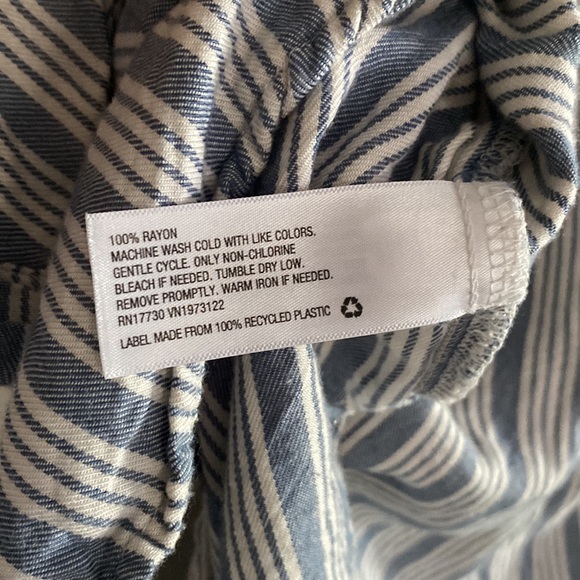 100% RAYON
MACHINE WASH COLD WITH LIKE COLORS.
GENTLE CYCLE. ONLY NON-CHLORINE
BLEACH IF NEEDED. TUMBLE DRY LOW.
REMOVE PROMPTLY. WARM IRON IF NEEDED.
RN17730 VN1973122
LABEL MADE FROM 100% RECYCLED PLASTIC